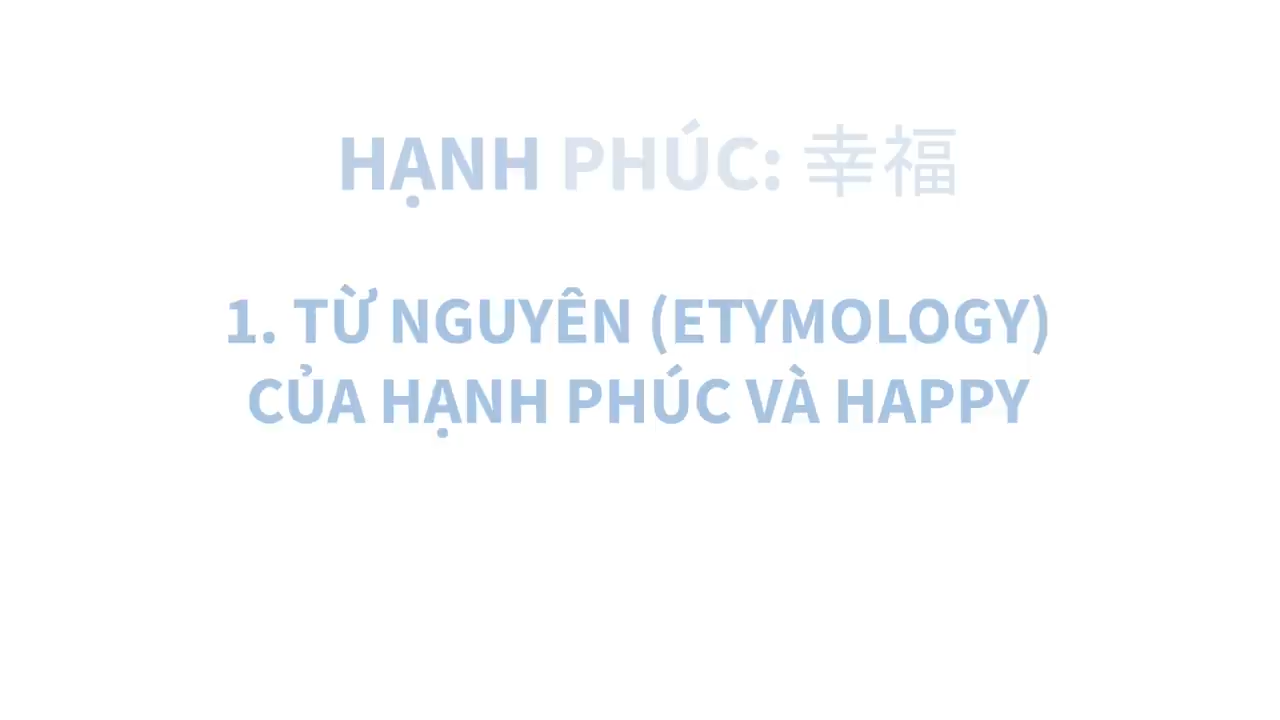 HẠNH PHÚC: 幸福
1. TỪ NGUYÊN (ETYMOLOGY)
CỦA HẠNH PHÚC VÀ HAPPY